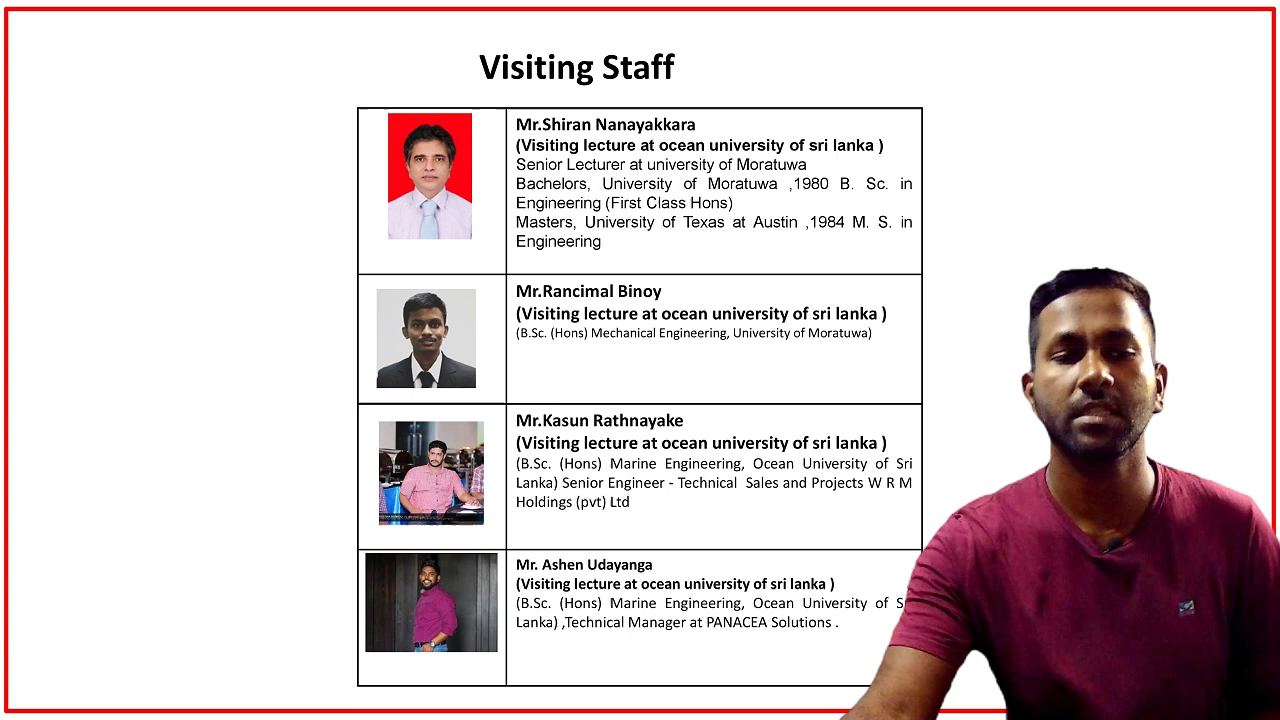 Visiting Staff
Mr.Shiran Nanayakkara
(Visiting lecture at ocean university of sri lanka )
Senior Lecturer at university of Moratuwa
Bachelors, University of Moratuwa ,1980 B. Sc. in
Engineering (First Class Hons)
Masters, University of Texas at Austin ,1984 M. S. in
Engineering
Mr.Rancimal Binoy
(Visiting lecture at ocean university of sri lanka )
(B.Sc. (Hons) Mechanical Engineering, University of Moratuwa)
Mr.Kasun Rathnayake
(Visiting lecture at ocean university of sri lanka )
(B.Sc. (Hons) Marine Engineering, Ocean University of Sri
Lanka) Senior Engineer - Technical Sales and Projects W R M
Holdings (pvt) Ltd
Mr. Ashen Udayanga
(Visiting lecture at ocean university of sri lanka )
(B.Sc. (Hons) Marine Engineering, Ocean University of
Lanka) ,Technical Manager at PANACEA Solutions .